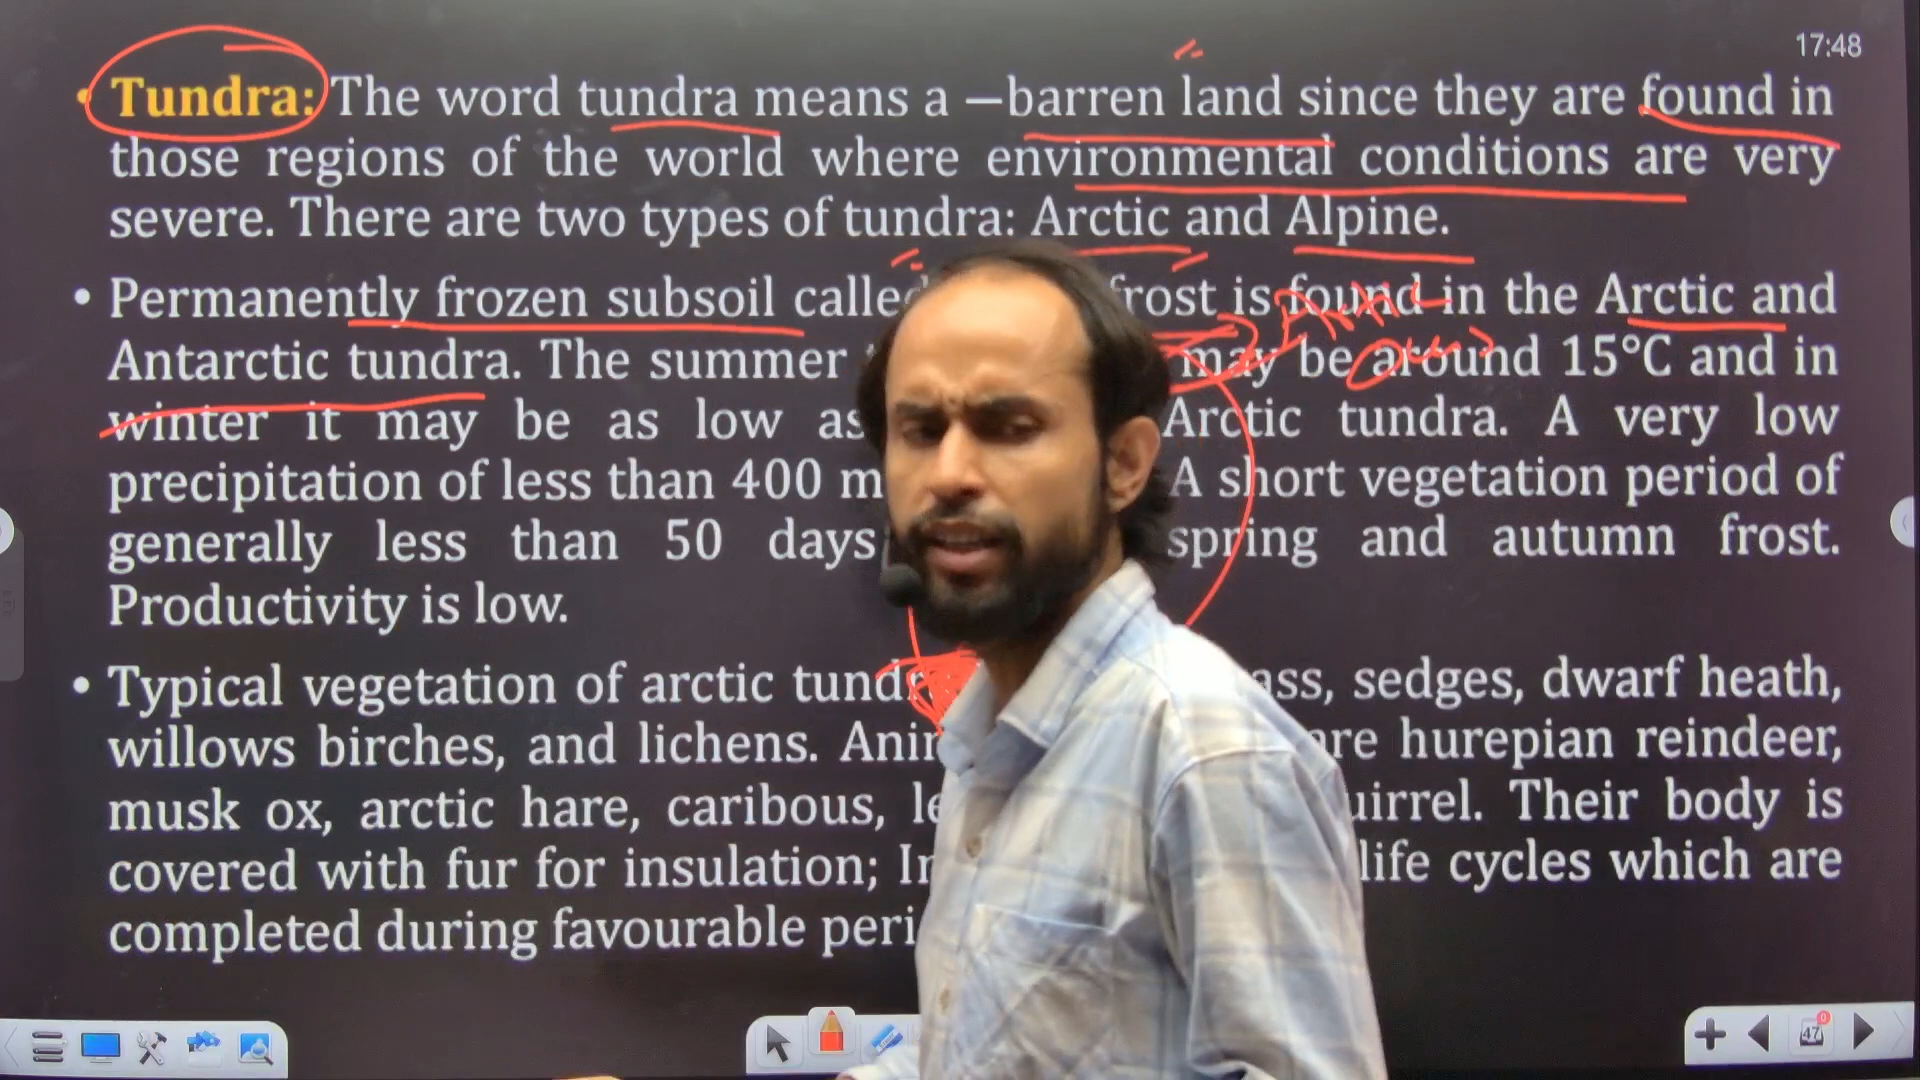 17:48
• Tundra: The word tundra means a —barren land since they are found in
those regions of the world where environmental conditions are very
severe. There are two types of tundra: Arctic and Alpine.
• Permanently frozen subsoil called frost is found in the Arctic and
Arctic
Antarctic tundra. The summer may be around 15°C and in
winter it may be as low as Arctic tundra. A very low
precipitation of less than 400 A short vegetation period of
generally less than 50 days spring and autumn frost.
Productivity is low.
• Typical vegetation of arctic sedges, dwarf heath,
willows birches, and lichens. are hurepian reindeer,
musk ox, arctic hare, caribous, Their body is
covered with fur for insulation; life cycles which are
completed during favourable
47
0